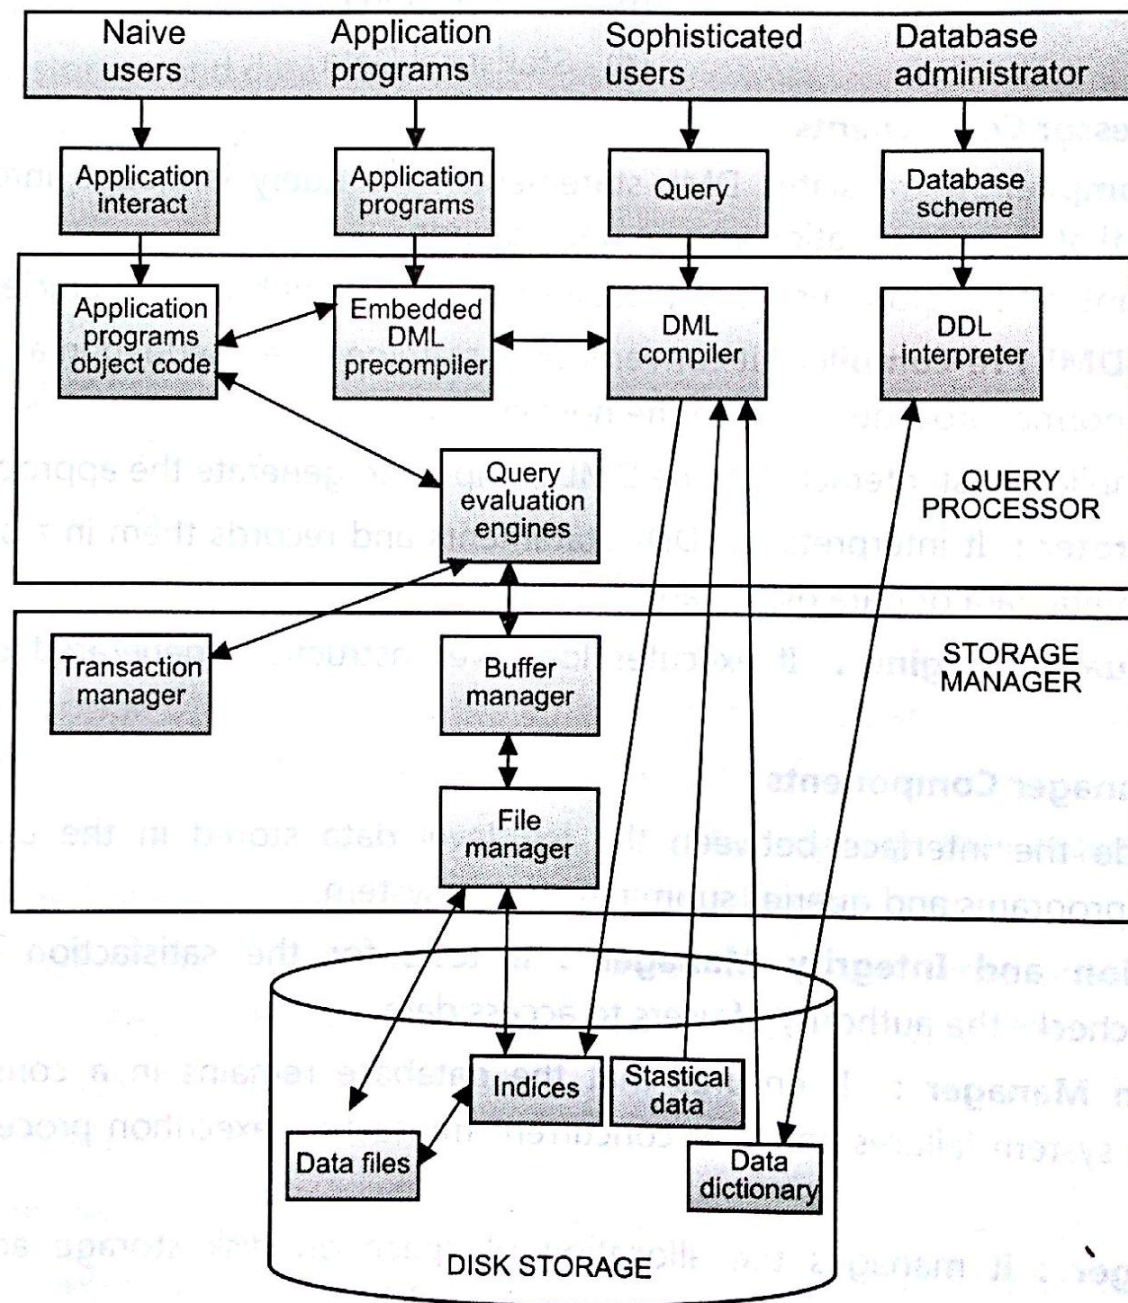 Naive
users
Application
programs
Sophisticated
users
Database
administrator
Application
interact
Application
programs
Query
Database
scheme
Application
programs
object code
Embedded
DML
precompiler
DML
compiler
DDL
interpreter
Query
evaluation
engines
QUERY
PROCESSOR
Transaction
manager
Buffer
manager
STORAGE
MANAGER
File
manager
Indices
Stastical
data
Data files
Data
dictionary
DISK STORAGE